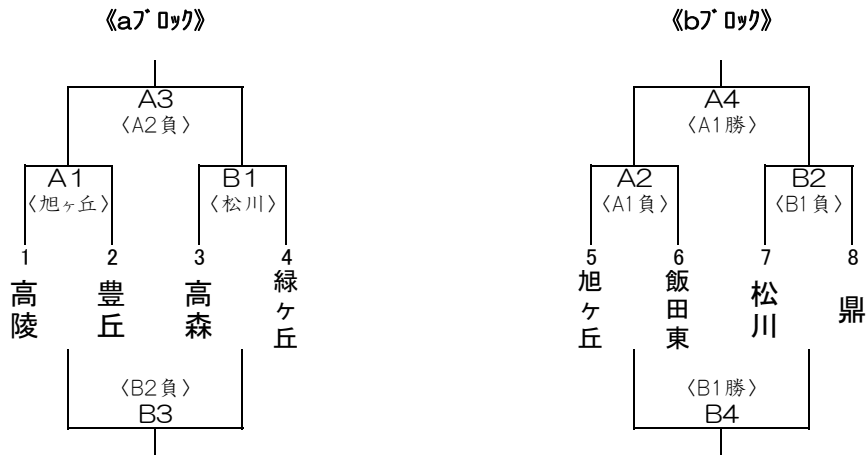 《aブロック》
《bブロック》
A3
〈A2負〉
A4
〈A1勝〉
A1
〈旭ヶ丘〉
B1
〈松川〉
A2
〈A1負〉
B2
〈B1負〉
1
2
3
4
5
6
7
8
高陵
豊丘
高森
緑ヶ丘
旭ヶ丘
飯田東
松川
鼎
〈B2負〉
B3
〈B1勝〉
B4